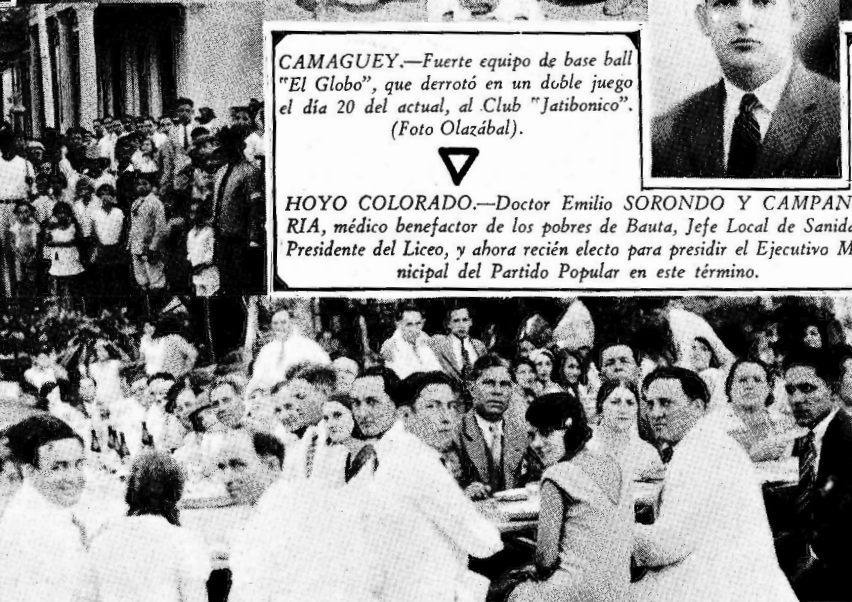 CAMAGUEY.—Fuerte equipo de base ball
"El Globo", que derrotó en un doble juego
el día 20 del actual, al Club "Jatibonico".
(Foto Olazábal).
HOYO COLORADO.—Doctor Emilio SORONDO Y CAMPAN
RIA, médico benefactor de los pobres de Bauta, Jefe Local de Sanida
Presidente del Liceo, y ahora recién electo para presidir el Ejecutivo M
nicipal del Partido Popular en este término.